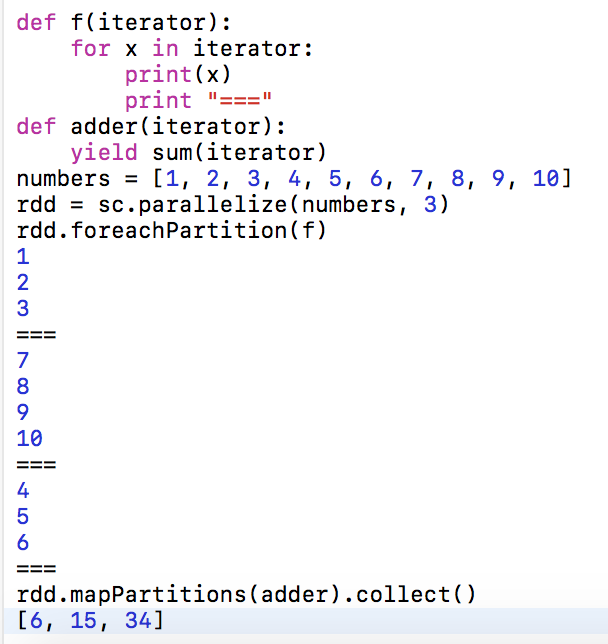 def f(iterator):
    for x in iterator:
        print(x)
        print "==="
def adder(iterator):
    yield sum(iterator)
numbers = [1, 2, 3, 4, 5, 6, 7, 8, 9, 10]
rdd = sc.parallelize(numbers, 3)
rdd.foreachPartition(f)
1
2
3
===
7
8
9
10
===
4
5
6
===
rdd.mapPartitions(adder).collect()
[6, 15, 34]